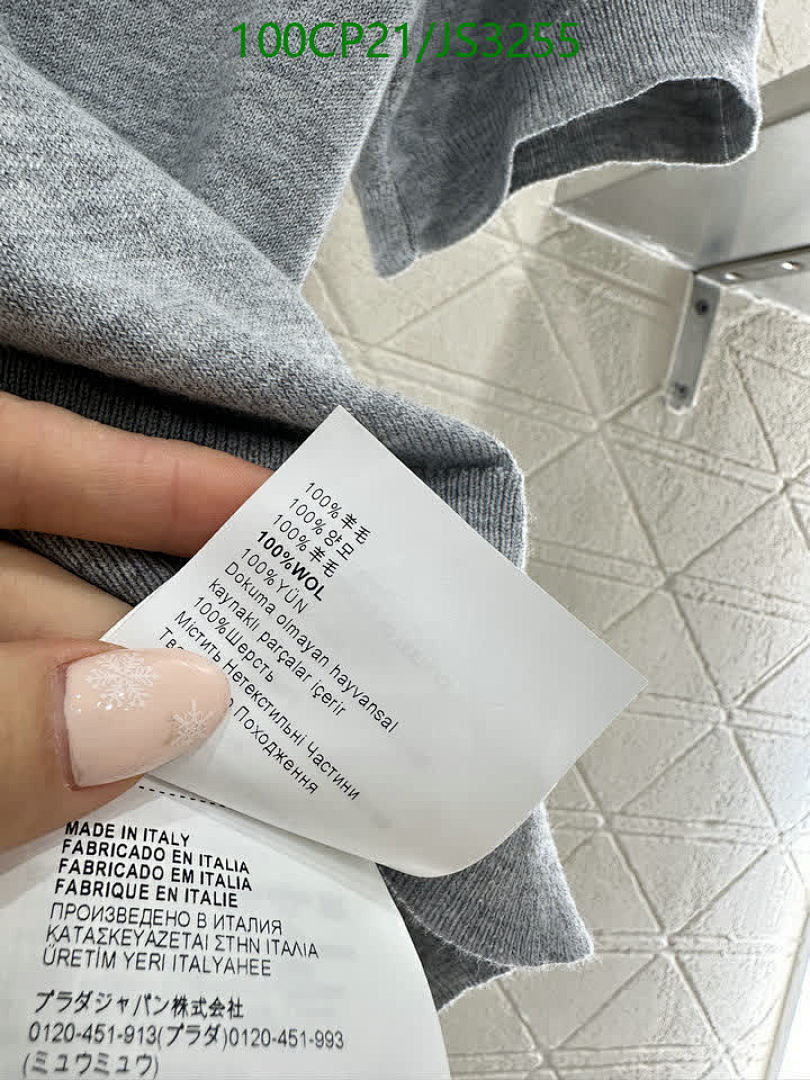 100CP21/JS3255
100%羊毛
100%양모
100%羊毛
100%WOL
100%YÜN
Dokuma olmayan hayvansal
kaynaklı parçalar içerir
100%Шерсть
Містить Нетекстильні Частини
Тва
Походження
MADE IN ITALY
FABRICADO EN ITALIA
FABRICADO EM ITALIA
FABRIQUE EN ITALIE
ПРОИЗВЕДЕНО В ИТАЛИЯ
ΚΑΤΑΣΚΕΥΑΖΕΤΑΙ ΣΤΗΝ ΙΤΑΛΙΑ
ÜRETİM YERI ITALYAHEE
プラダジャパン株式会社
0120-451-913(プラダ)0120-451-993
(ミュウミュウ)